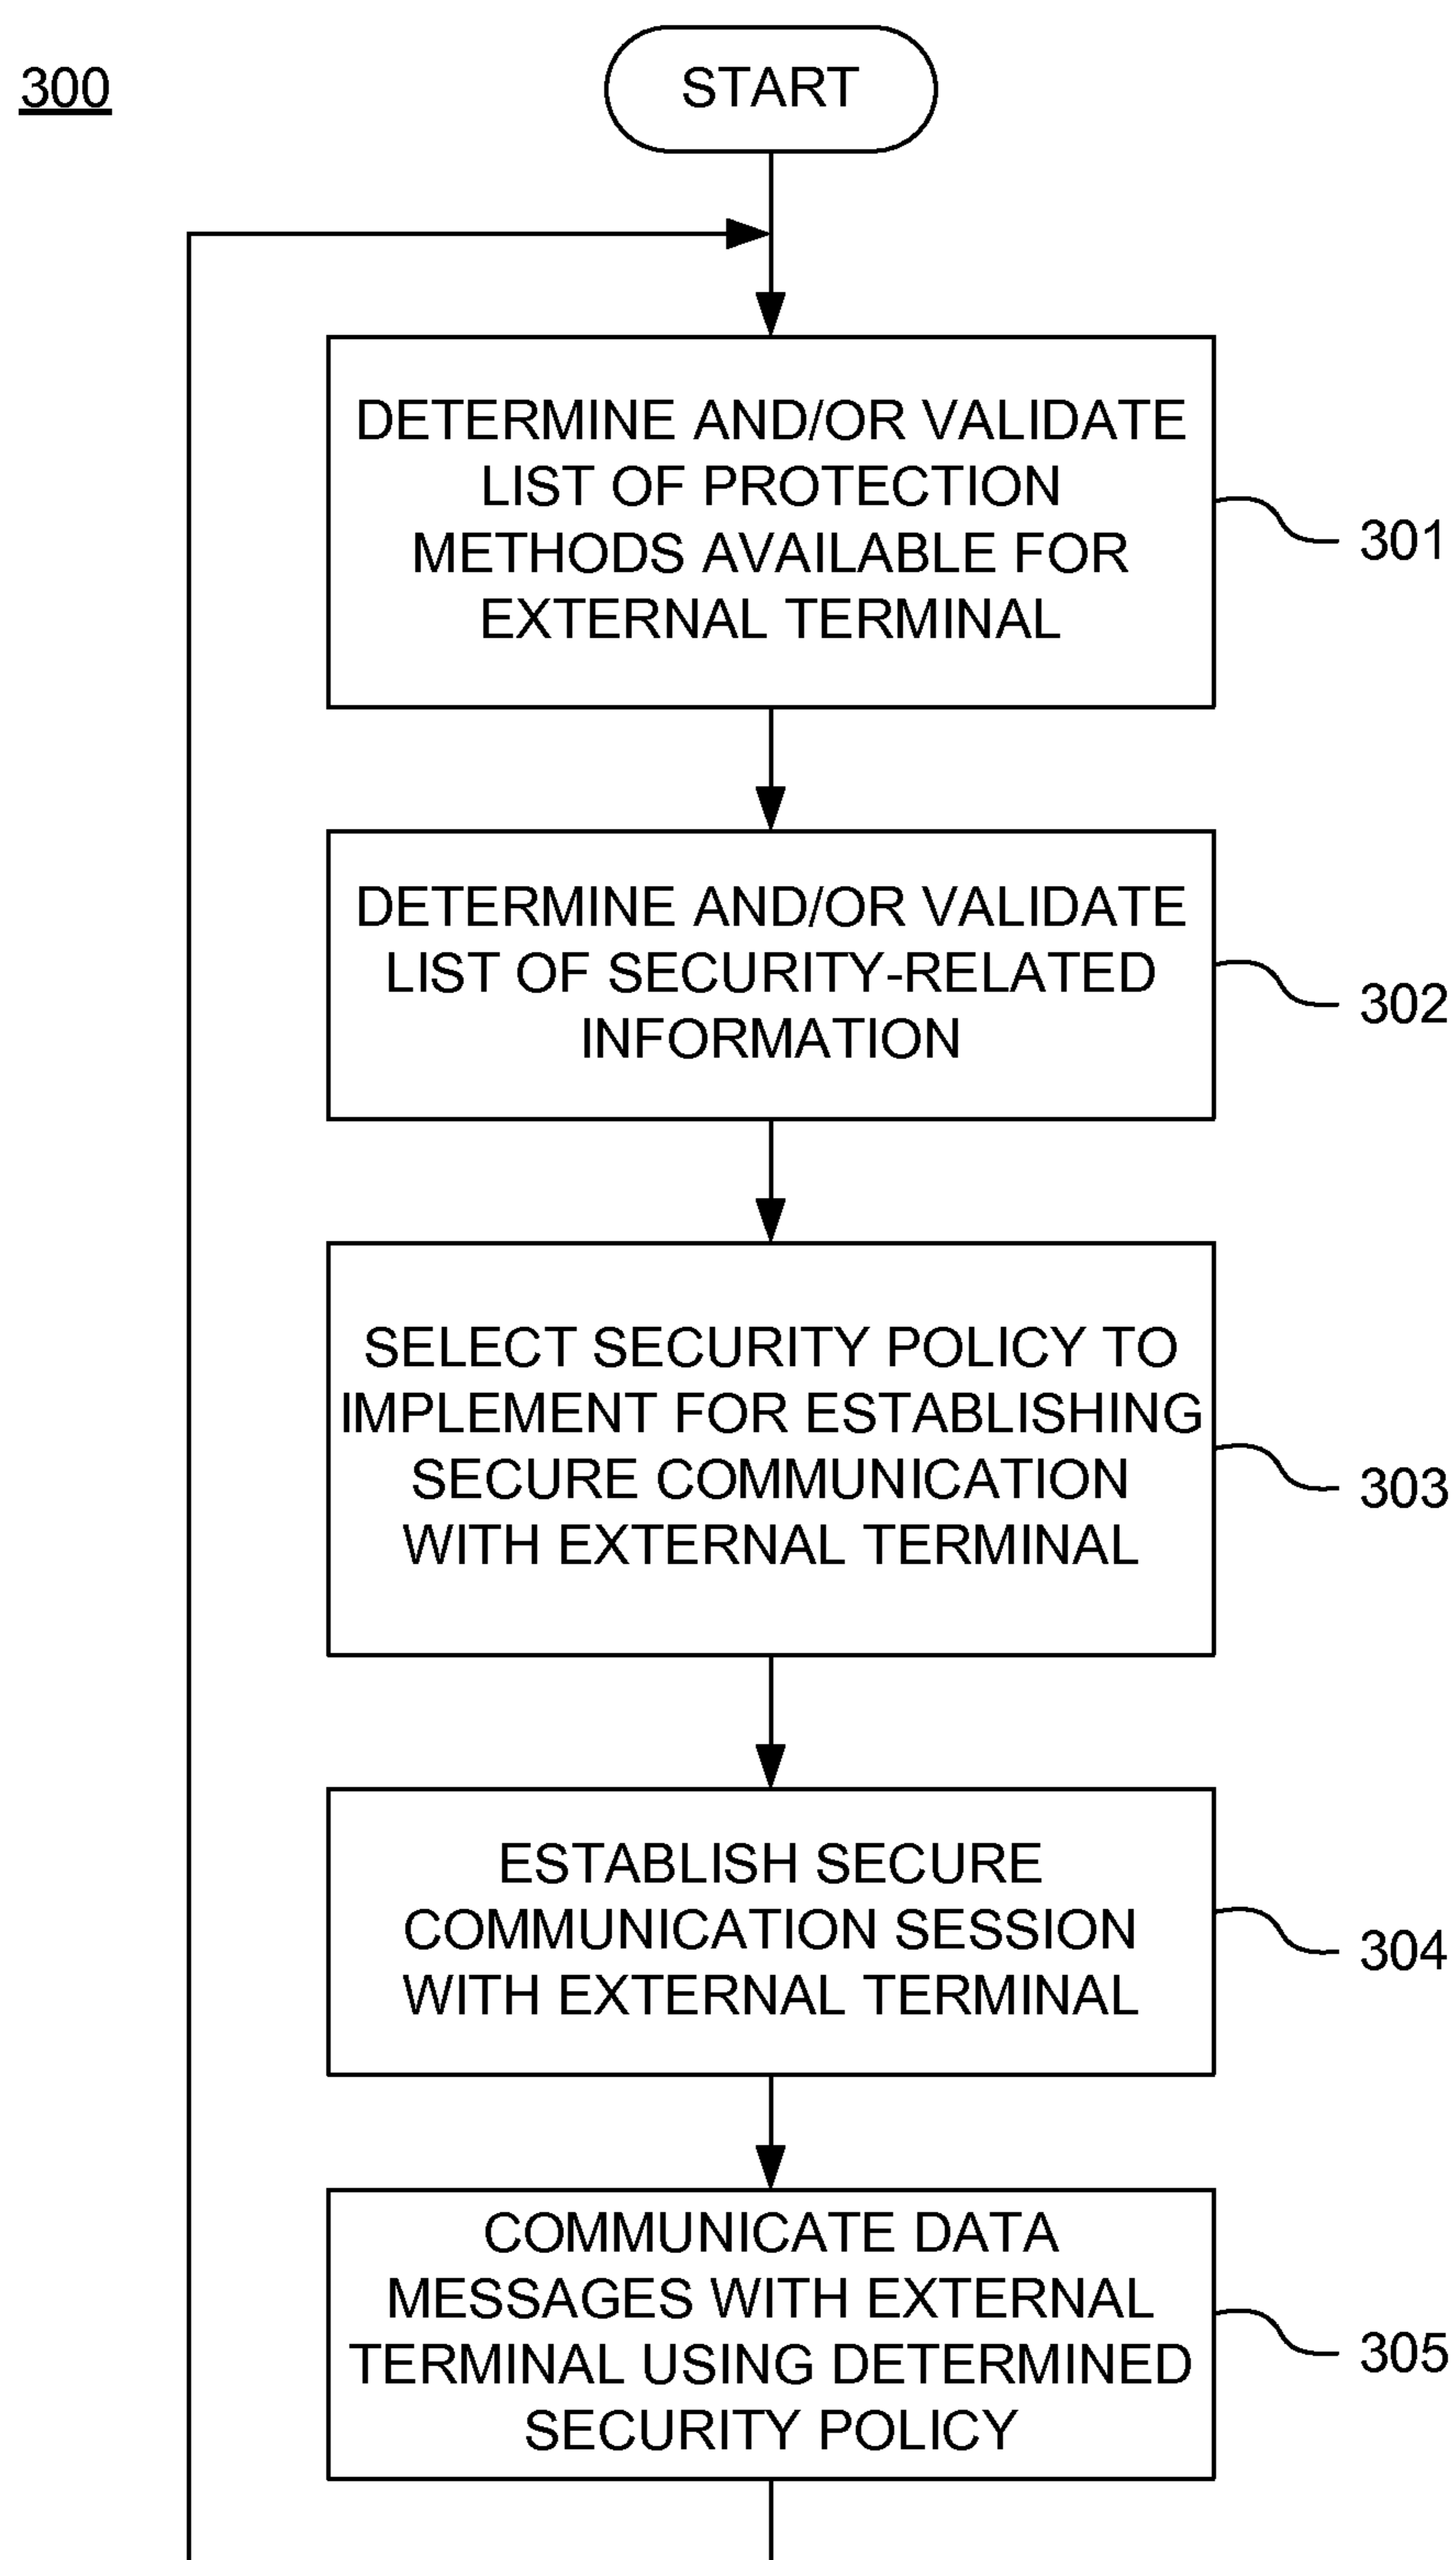 300
START
DETERMINE AND/OR VALIDATE
LIST OF PROTECTION
METHODS AVAILABLE FOR
EXTERNAL TERMINAL
301
DETERMINE AND/OR VALIDATE
LIST OF SECURITY-RELATED
INFORMATION
302
SELECT SECURITY POLICY TO
IMPLEMENT FOR ESTABLISHING
SECURE COMMUNICATION
WITH EXTERNAL TERMINAL
303
ESTABLISH SECURE
COMMUNICATION SESSION
WITH EXTERNAL TERMINAL
304
COMMUNICATE DATA
MESSAGES WITH EXTERNAL
TERMINAL USING DETERMINED
SECURITY POLICY
305